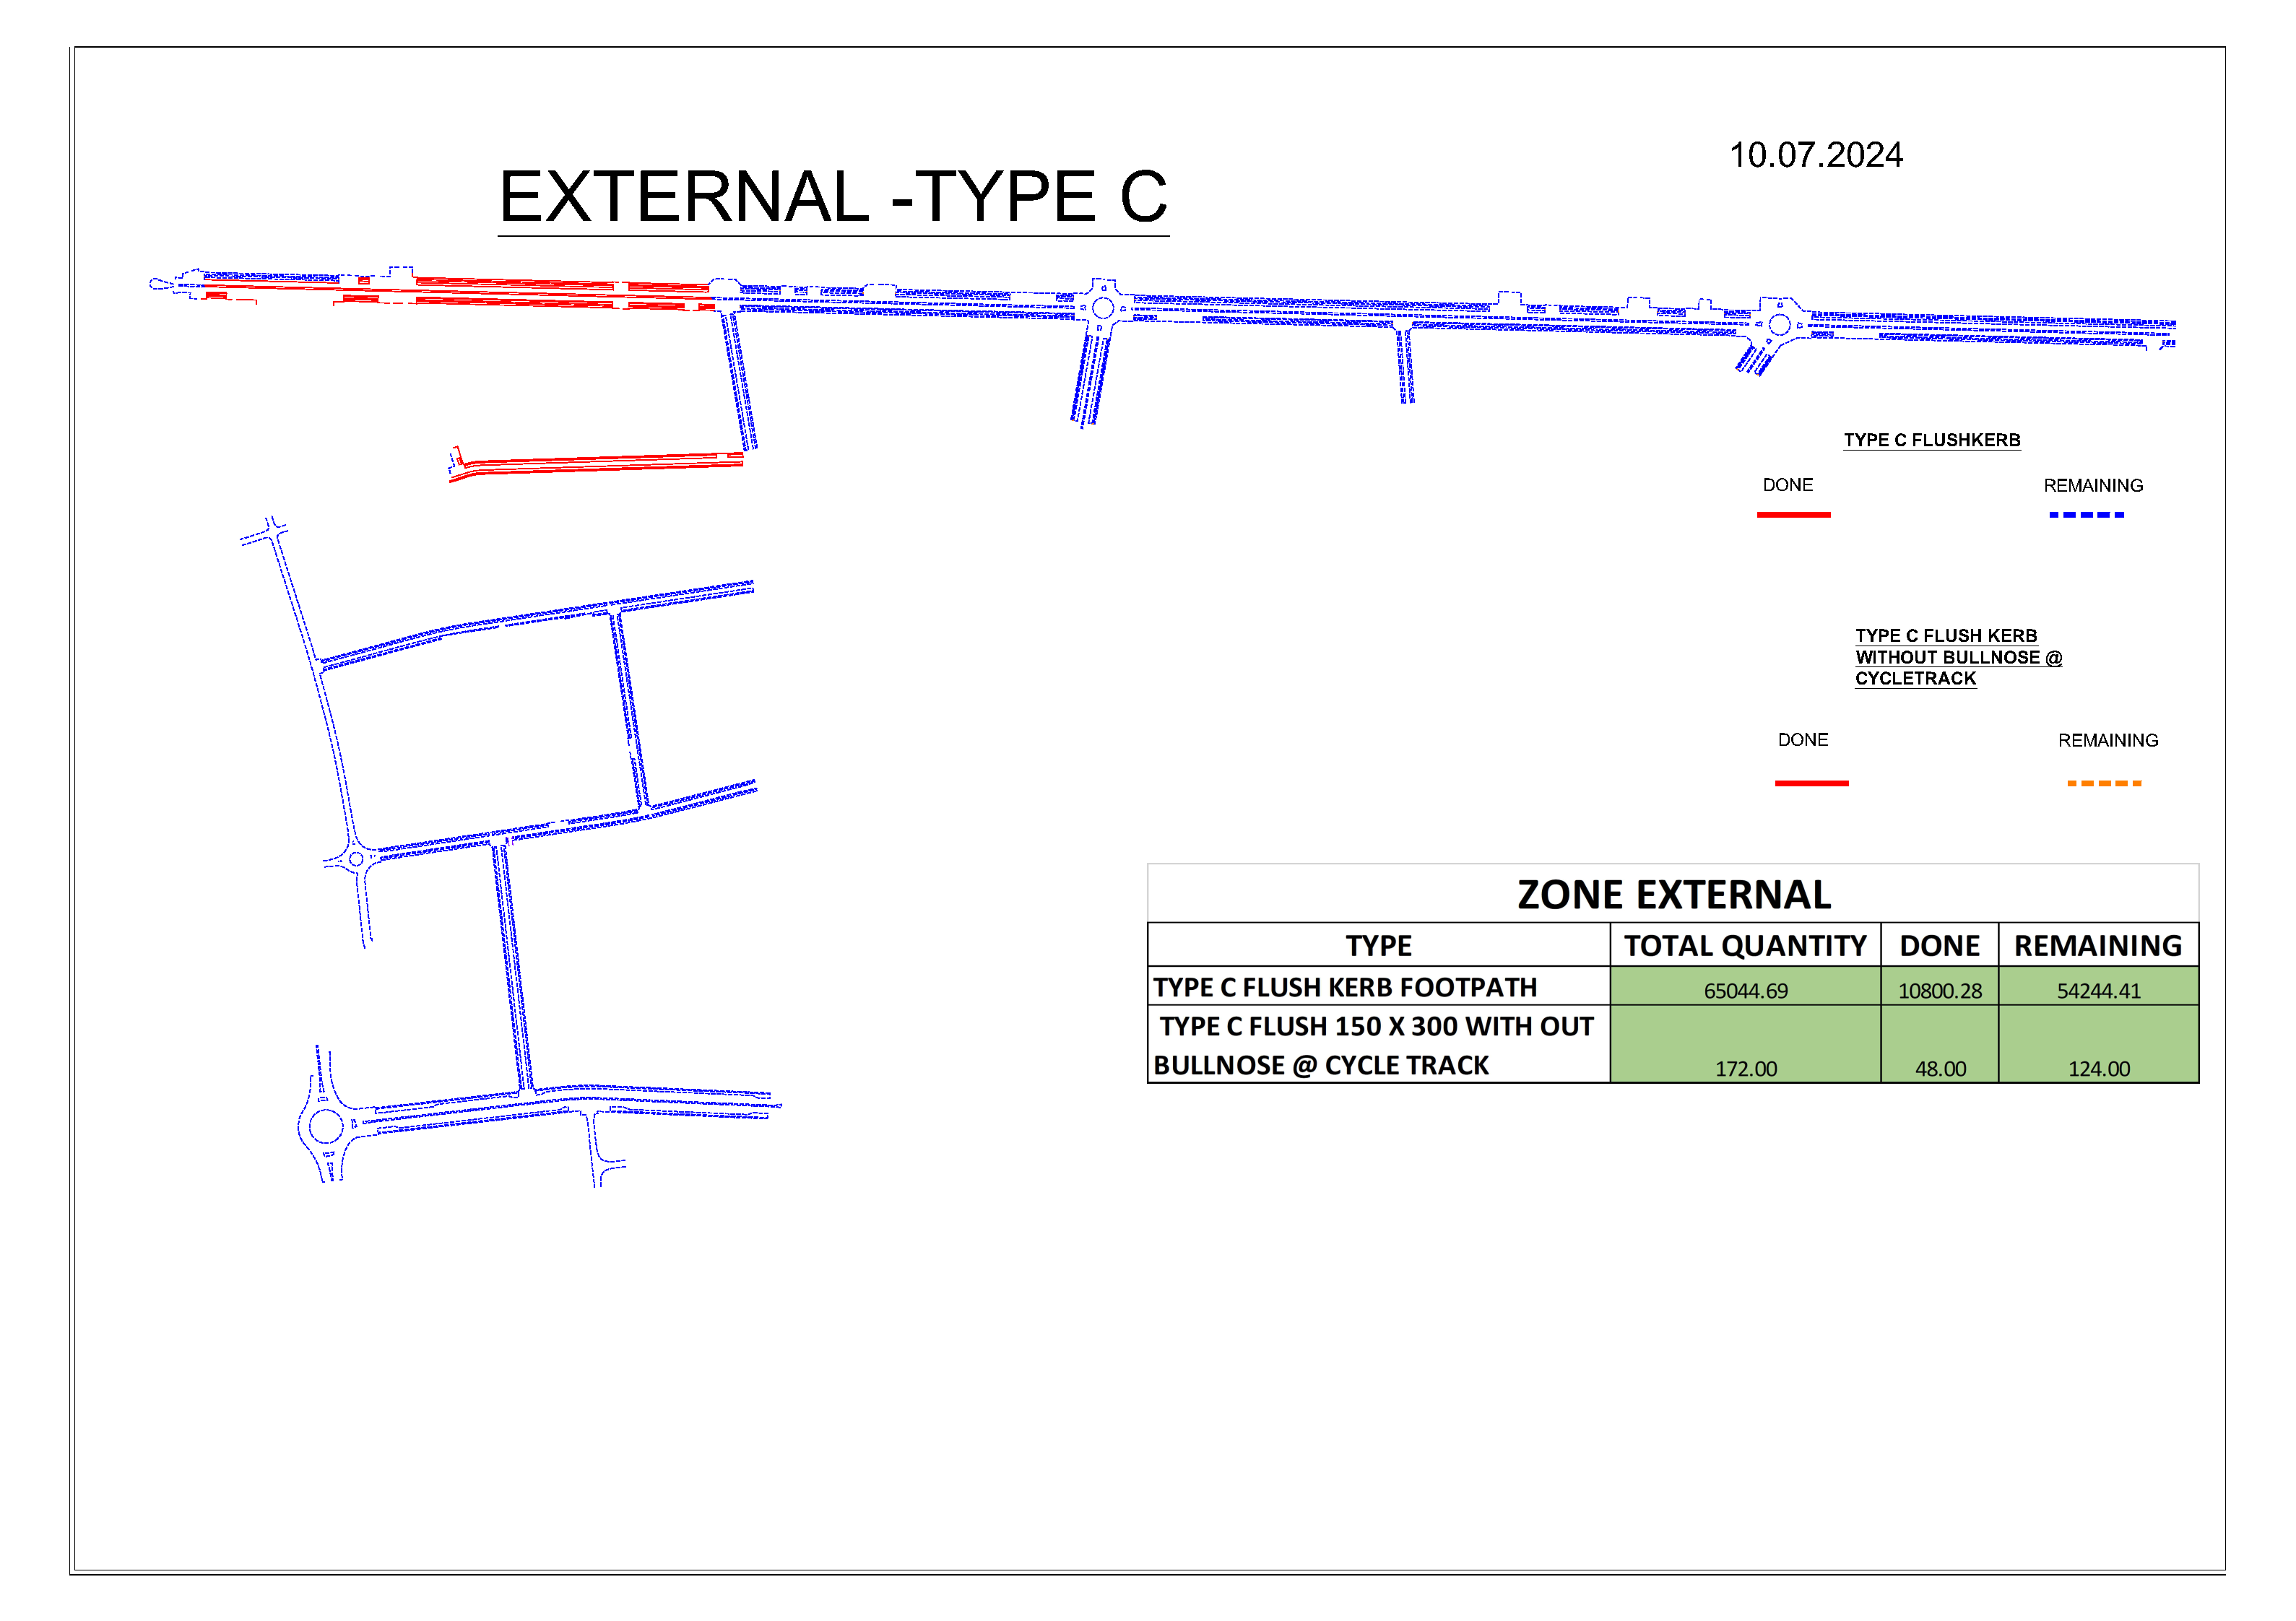 10.07.2024
EXTERNAL -TYPE C
TYPE C FLUSHKERB
DONE
REMAINING
TYPE C FLUSH KERB
WITHOUT BULLNOSE @
CYCLETRACK
DONE
REMAINING
ZONE EXTERNAL
TYPE TOTAL QUANTITY DONE REMAINING
TYPE C FLUSH KERB FOOTPATH 65044.69 10800.28 54244.41
TYPE C FLUSH 150 X 300 WITH OUT
BULLNOSE @ CYCLE TRACK 172.00 48.00 124.00